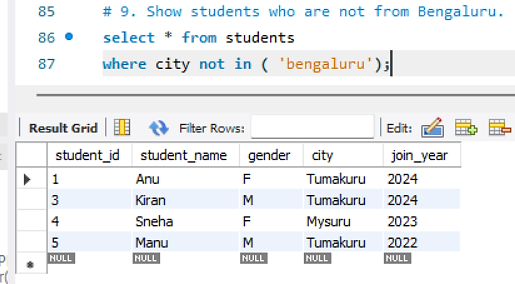 85 # 9. Show students who are not from Bengaluru.
86 select * from students
87 where city not in ( 'bengaluru');
Result Grid Filter Rows: Edit:
student_id student_name gender city join_year
1 Anu F Tumakuru 2024
3 Kiran M Tumakuru 2024
4 Sneha F Mysuru 2023
5 Manu M Tumakuru 2022
NULL NULL NULL NULL NULL